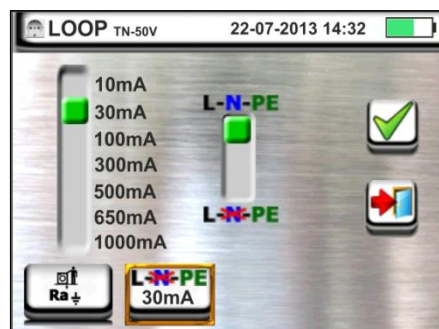 LOOP TN-50V 22-07-2013 14:32
10mA
30mA
100mA
300mA
500mA
650mA
1000mA
L-N-PE
L-N-PE
Ra
L-N-PE
30mA